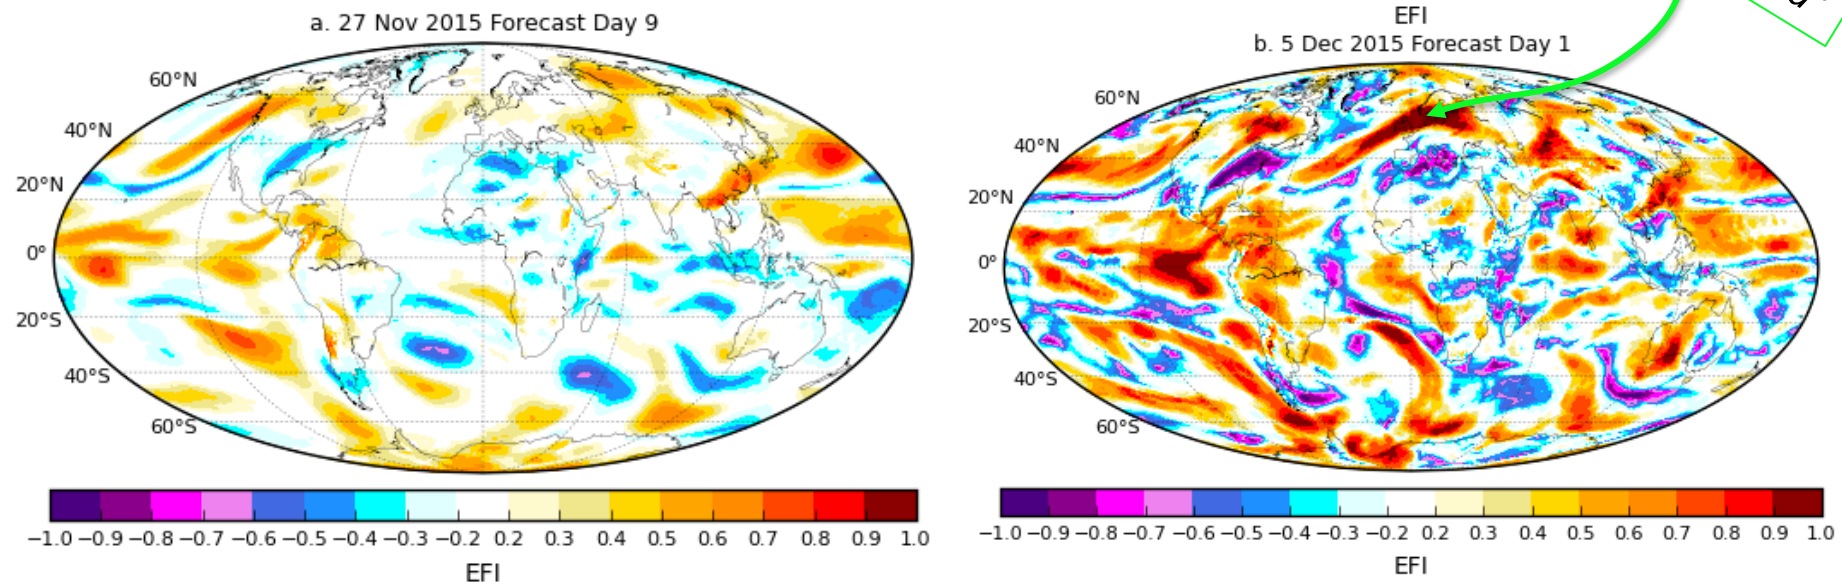 a. 27 Nov 2015 Forecast Day 9
60°N
40°N
20°N
0°
20°S
40°S
60°S
−1.0 −0.9 −0.8 −0.7 −0.6 −0.5 −0.4 −0.3 −0.2 0.2 0.3 0.4 0.5 0.6 0.7 0.8 0.9 1.0
EFI
EFI
b. 5 Dec 2015 Forecast Day 1
60°N
40°N
20°N
0°
20°S
40°S
60°S
−1.0 −0.9 −0.8 −0.7 −0.6 −0.5 −0.4 −0.3 −0.2 0.2 0.3 0.4 0.5 0.6 0.7 0.8 0.9 1.0
EFI